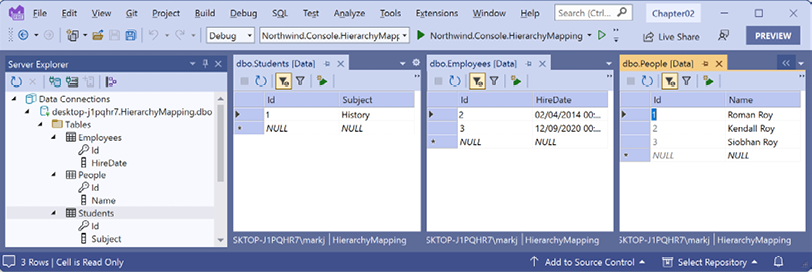 File Edit View Git Project Build Debug SQL Test Analyze Tools Extensions Window Help Search (Ctrl... Chapter02
Debug Northwind.Console.HierarchyMapp Northwind.Console.HierarchyMapping Live Share PREVIEW
Server Explorer
Data Connections
desktop-j1pqhr7.HierarchyMapping.dbo
Tables
Employees
Id
HireDate
People
Id
Name
Students
Id
Subject
dbo.Students [Data]
Id Subject
1 History
NULL NULL
SKTOP-J1PQHR7\markj HierarchyMapping
dbo.Employees [Data]
Id HireDate
2 02/04/2014 00:...
3 12/09/2020 00:...
NULL NULL
SKTOP-J1PQHR7\markj HierarchyMapping
dbo.People [Data]
Id Name
1 Roman Roy
2 Kendall Roy
3 Siobhan Roy
NULL NULL
SKTOP-J1PQHR7\markj HierarchyMapping
3 Rows | Cell is Read Only Add to Source Control Select Repository